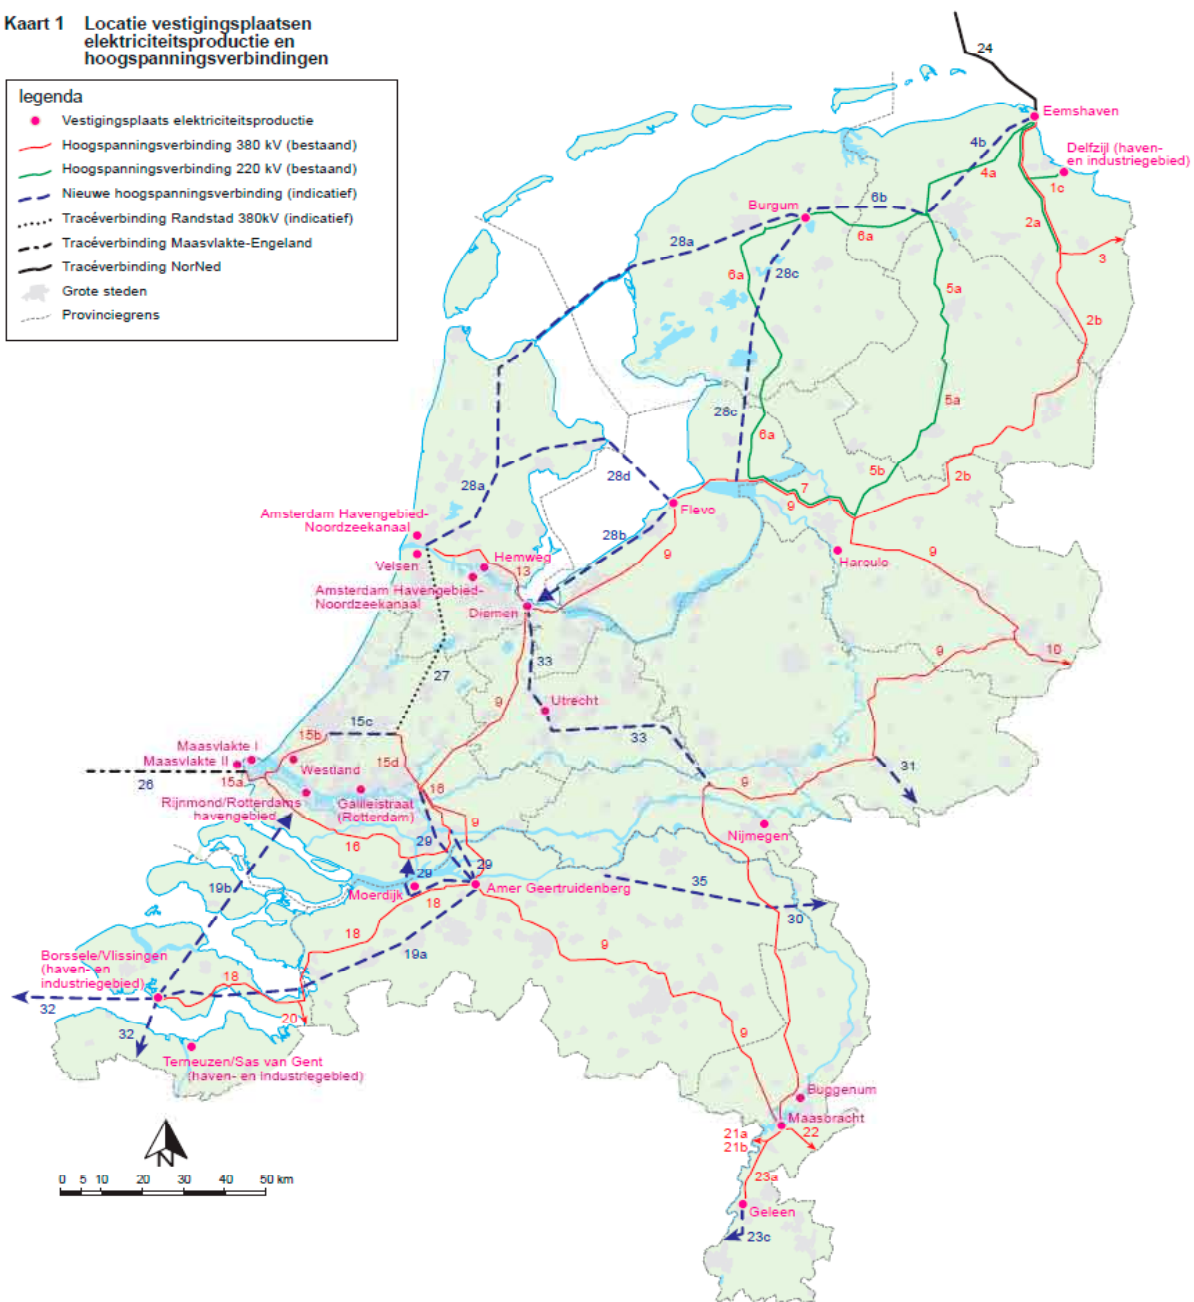 Kaart 1 Locatie vestigingsplaatsen
elektriciteitsproductie en
hoogspanningsverbindingen
legenda
Vestigingsplaats elektriciteitsproductie
Hoogspanningsverbinding 380 kV (bestaand)
Hoogspanningsverbinding 220 kV (bestaand)
Nieuwe hoogspanningsverbinding (indicatief)
Tracéverbinding Randstad 380kV (indicatief)
Tracéverbinding Maasvlakte-Engeland
Tracéverbinding NorNed
Grote steden
Provinciegrens
24
Eemshaven
4b
Delfzijl (haven-
en industriegebied)
4a
1c
6b
Burgum
2a
6a
28a
3
6a
28c
5a
2b
28c
5a
6a
5b
2b
28d
28a
7
9
Flevo
Amsterdam Havengebied-
Noordzeekanaal
28b
9
9
Velsen
Hemweg
13
Harculo
Amsterdam Havengebied-
Noordzeekanaal
Diemen
33
9
10
27
9
Utrecht
15c
33
15b
Maasvlakte I
Maasvlakte II
15d
Westland
31
15a
26
9
16
Rijnmond/Rotterdams
havengebied
Galileistraat
(Rotterdam)
9
Nijmegen
16
29
29
29
35
19b
Moerdijk
18
Amer Geertruidenberg
30
18
9
19a
Borssele/Vlissingen
(haven- en
industriegebied)
18
32
20
32
9
Terneuzen/Sas van Gent
(haven- en industriegebied)
Buggenum
Maasbracht
21a
22
21b
N
23a
0 5 10 20 30 40 50 km
Geleen
23c